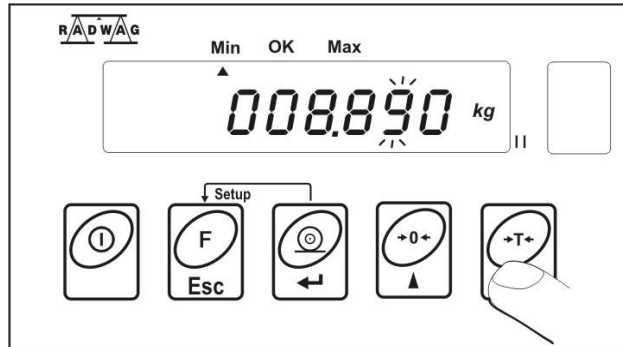 RADWAG
Min OK Max
008.890 kg
Setup
F
Esc
→0←
→T←